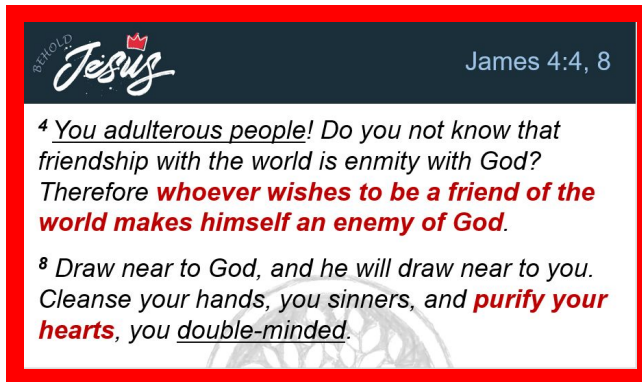 BEHOLD
Jesus
James 4:4, 8
4 You adulterous people! Do you not know that
friendship with the world is enmity with God?
Therefore whoever wishes to be a friend of the
world makes himself an enemy of God.
8 Draw near to God, and he will draw near to you.
Cleanse your hands, you sinners, and purify your
hearts, you double-minded.